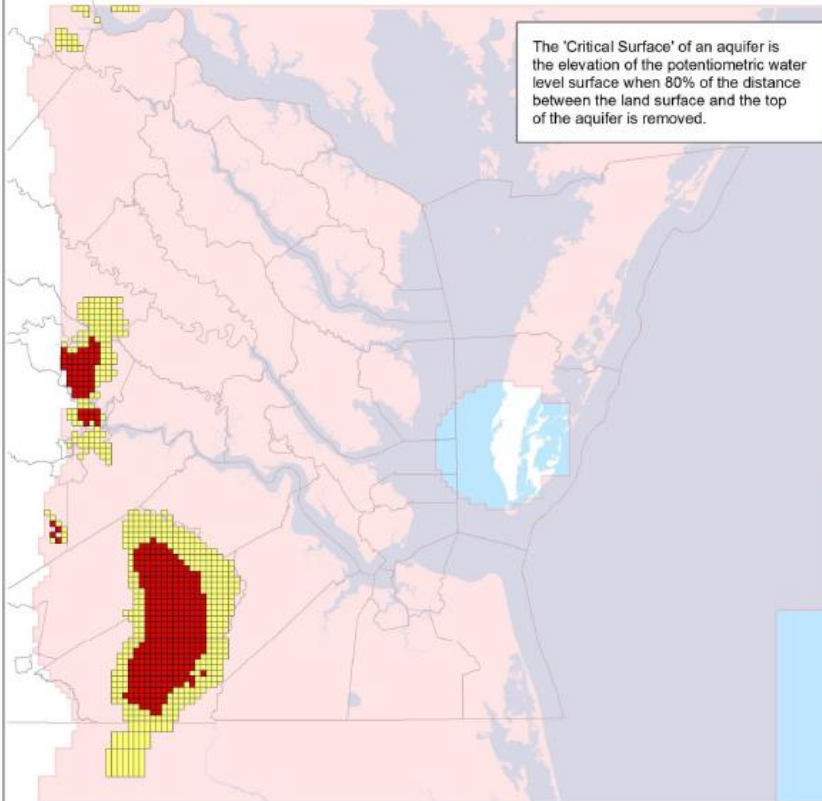 The 'Critical Surface' of an aquifer is
the elevation of the potentiometric water
level surface when 80% of the distance
between the land surface and the top
of the aquifer is removed.